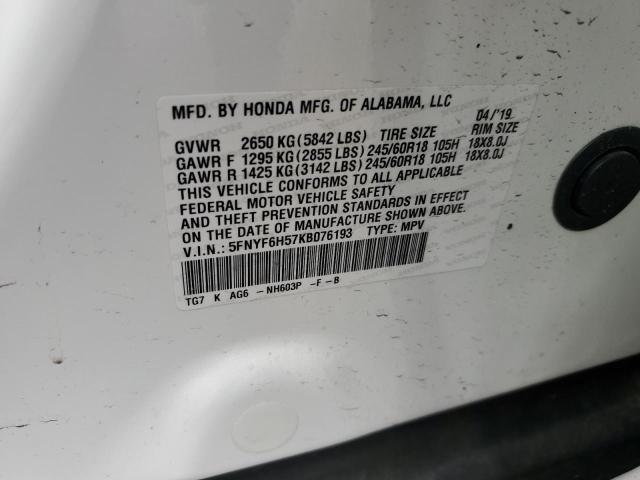 MFD. BY HONDA MFG. OF ALABAMA, LLC 04/'19
GVWR 2650 KG(5842 LBS) TIRE SIZE RIM SIZE
GAWR F 1295 KG(2855 LBS)245/60R18 105H 18X8.0J
GAWR R 1425 KG(3142 LBS)245/60R18 105H 18X8.0J
THIS VEHICLE CONFORMS TO ALL APPLICABLE
FEDERAL MOTOR VEHICLE SAFETY
AND THEFT PREVENTION STANDARDS IN EFFECT
ON THE DATE OF MANUFACTURE SHOWN ABOVE.
V.I.N.: 5FNYF6H57KB076193 TYPE: MPV
TG7 K AG6 -NH603P -F-B